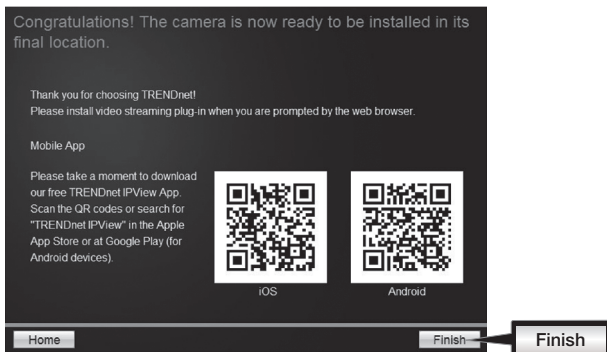 Congratulations! The camera is now ready to be installed in its
final location.
Thank you for choosing TRENDnet!
Please install video streaming plug-in when you are prompted by the web browser.
Mobile App
Please take a moment to download
our free TRENDnet IPView App.
Scan the QR codes or search for
"TRENDnet IPView" in the Apple
App Store or at Google Play (for
Android devices).
iOS
Android
Home
Finish
Finish